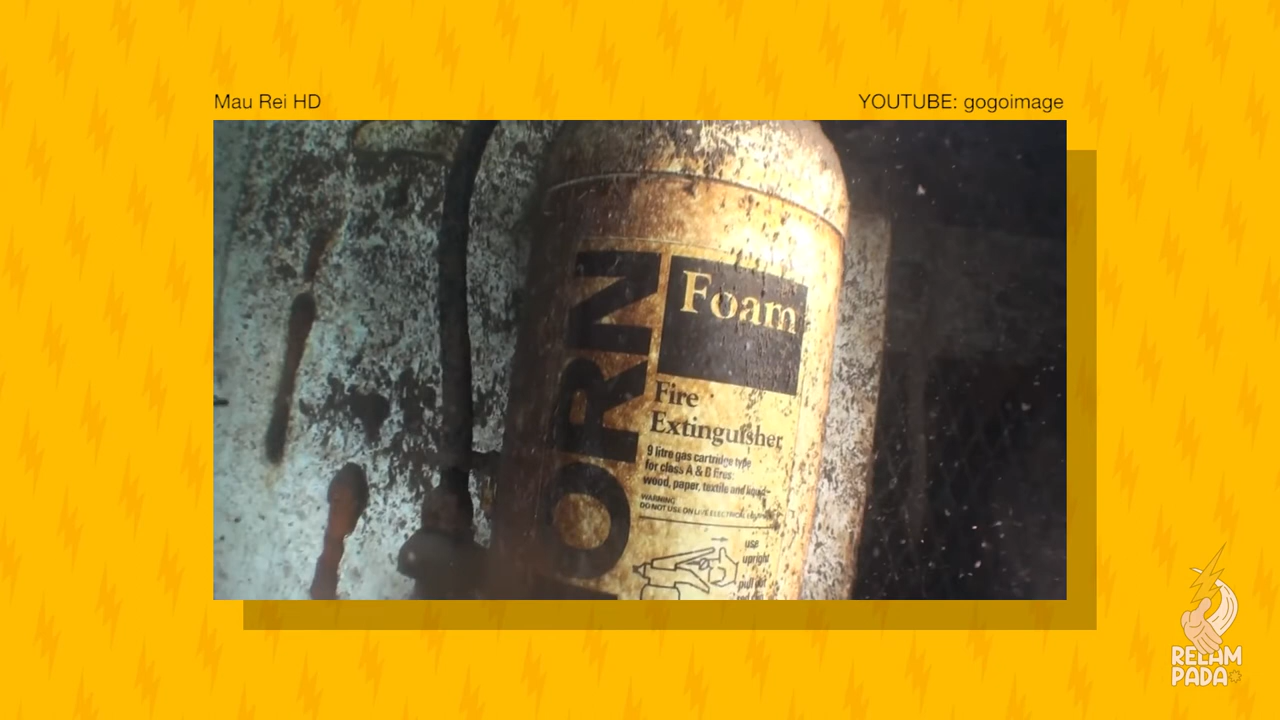 Mau Rei HD
YOUTUBE: gogoimage
ORN
Foam
Fire
Extinguisher
9 litre gas cartridge type
for class A & B fires:
wood, paper, textile and liquid
WARNING
DO NOT USE ON LIVE ELECTRICAL
use
upright
RELAM
PADA